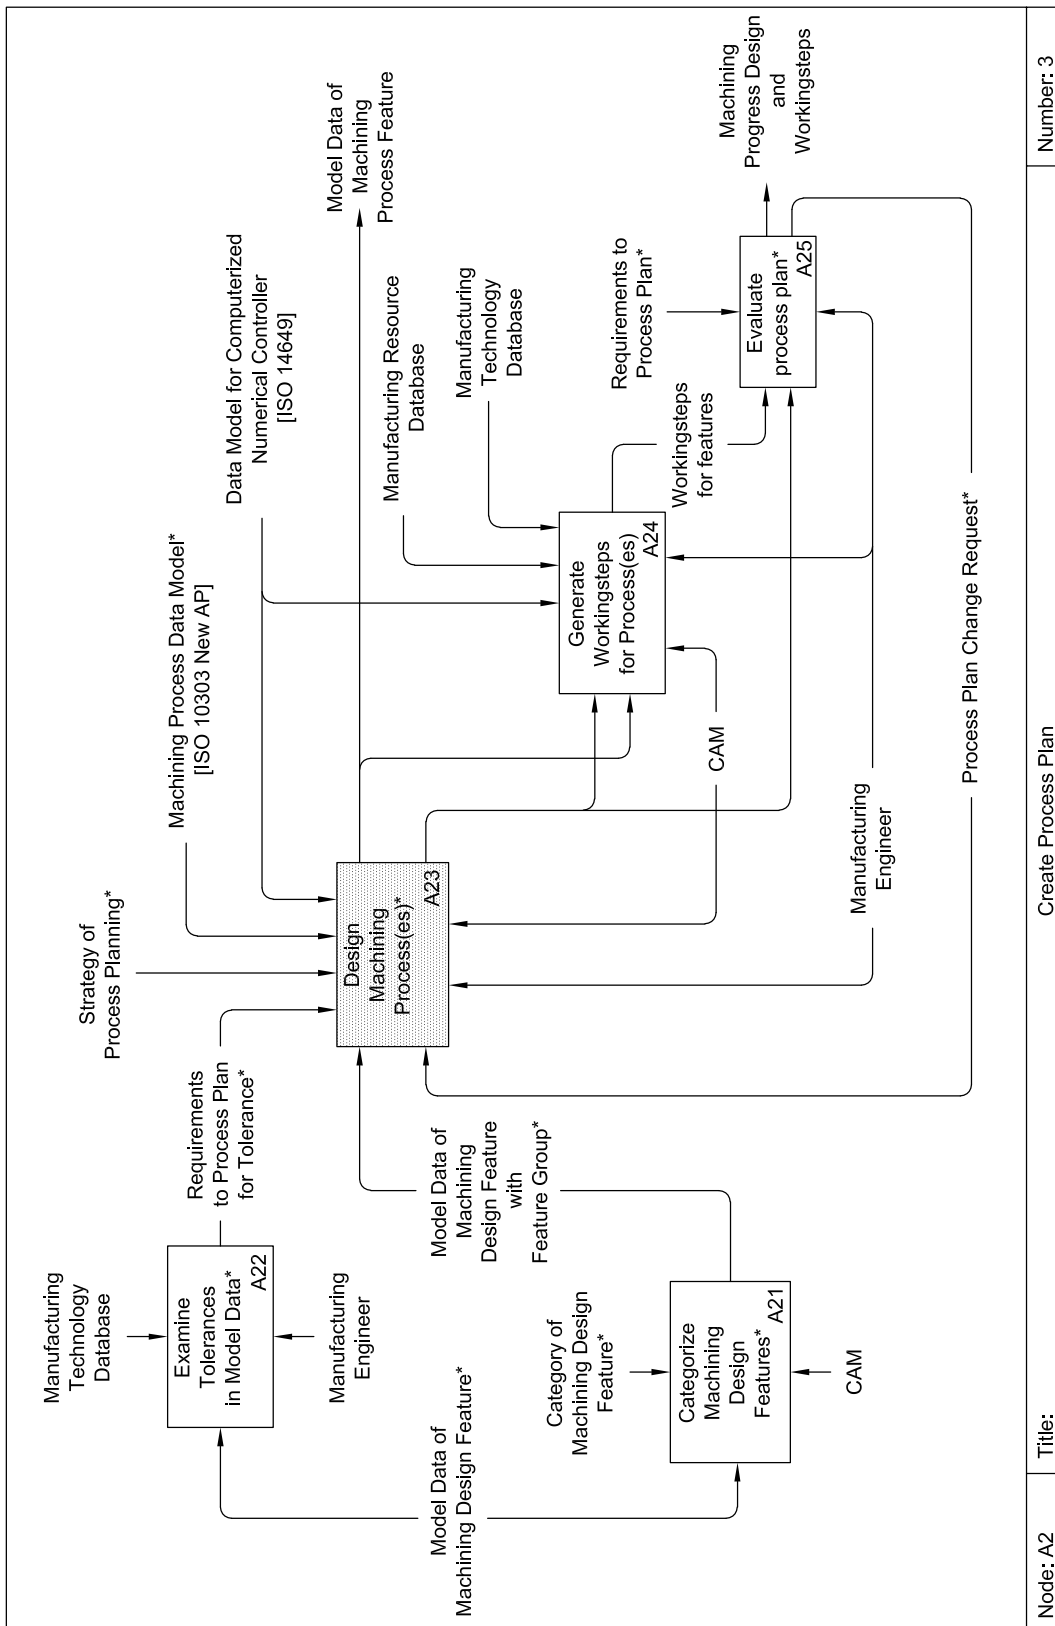 Manufacturing
Technology
Database
Examine
Tolerances
in Model Data*
A22
Manufacturing
Engineer
Model Data of
Machining Design Feature*
Category of
Machining Design
Feature*
Categorize
Machining
Design
Features*
A21
CAM
Requirements
to Process Plan
for Tolerance*
Model Data of
Machining
Design Feature
with
Feature Group*
Strategy of
Process Planning*
Machining Process Data Model*
[ISO 10303 New AP]
Data Model for Computerized
Numerical Controller
[ISO 14649]
Design
Machining
Process(es)*
A23
Model Data of
Machining
Process Feature
Manufacturing Resource
Database
Manufacturing
Technology
Database
Generate
Workingsteps
for Process(es)
A24
CAM
Manufacturing
Engineer
Workingsteps
for features
Requirements to
Process Plan*
Evaluate
process plan*
A25
Machining
Progress Design
and
Workingsteps
Process Plan Change Request*
Node: A2
Title:
Create Process Plan
Number: 3